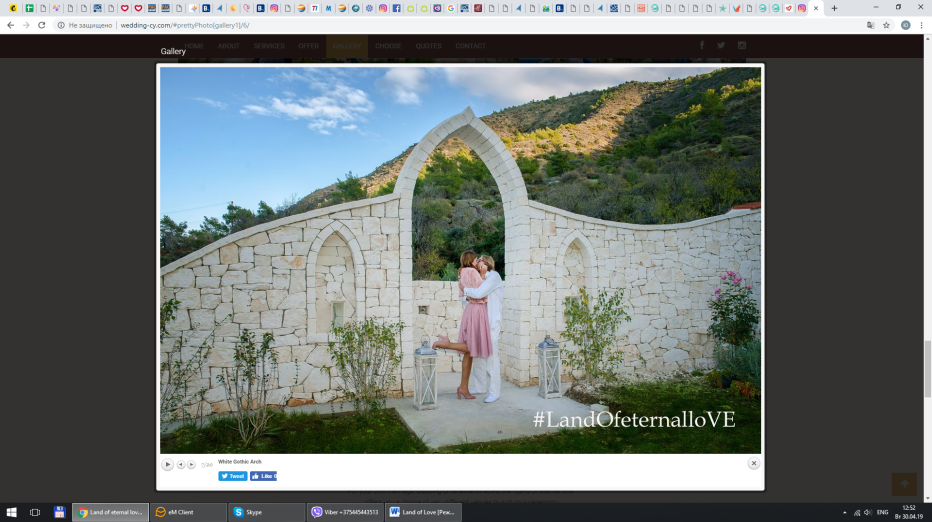 Не защищено | wedding-cy.com/#prettyPhoto[gallery1]/6/
HOME ABOUT SERVICES OFFER GALLERY CHOOSE QUOTES CONTACT
Gallery
#LandOfeternalloVE
White Gothic Arch
Tweet Like 0
Land of eternal lov... eM Client Skype Viber +375445443513 Land of Love [Реж... ENG
12:52
Вт 30.04.19